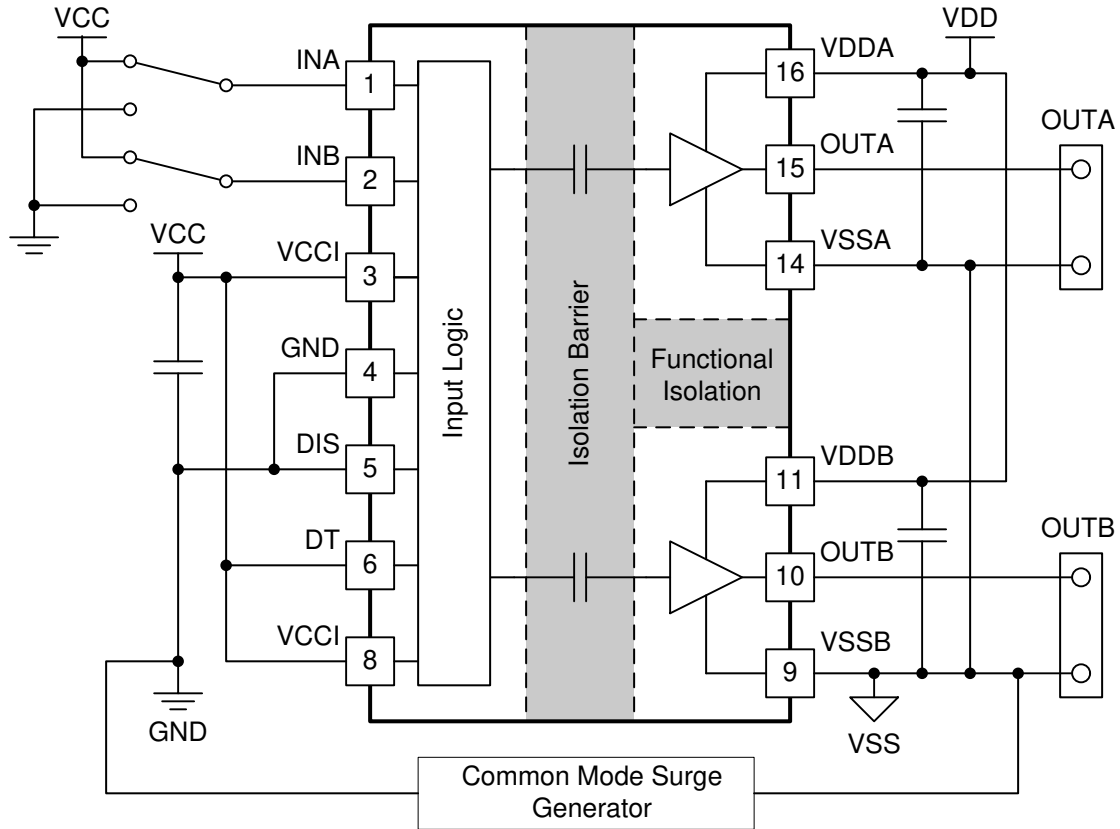 VCC
INA
1
INB
2
VCC
VCCI
3
GND
4
DIS
5
DT
6
VCCI
8
GND
Input Logic
Isolation Barrier
Functional
Isolation
VDDA
16
VDD
OUTA
15
VSSA
14
OUTA
VDDB
11
OUTB
10
VSSB
9
OUTB
VSS
Common Mode Surge
Generator